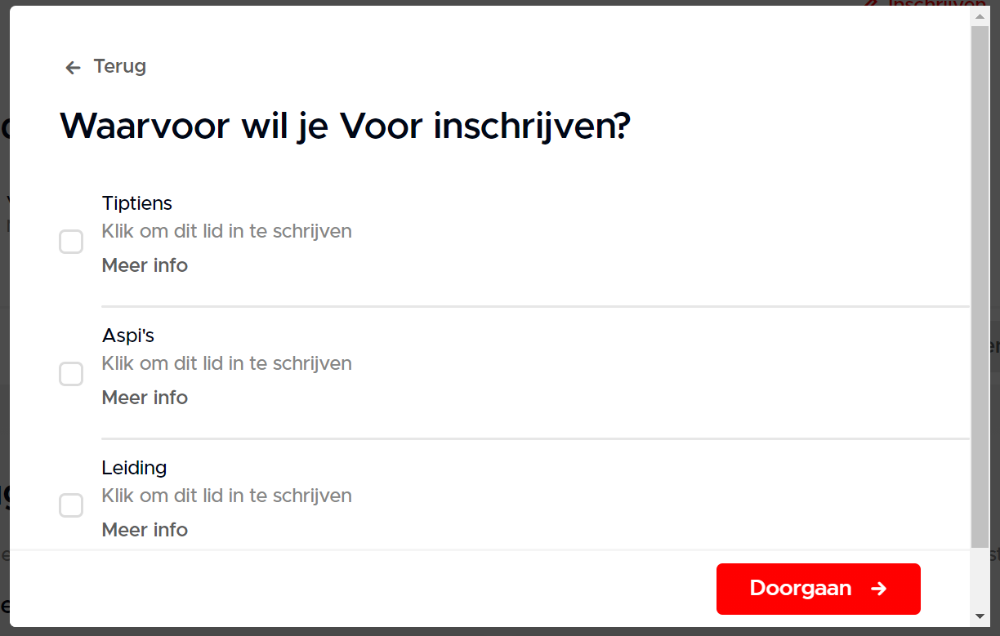 Terug
Waarvoor wil je Voor inschrijven?
Tiptiens
Klik om dit lid in te schrijven
Meer info
Aspi's
Klik om dit lid in te schrijven
Meer info
Leiding
Klik om dit lid in te schrijven
Meer info
Doorgaan